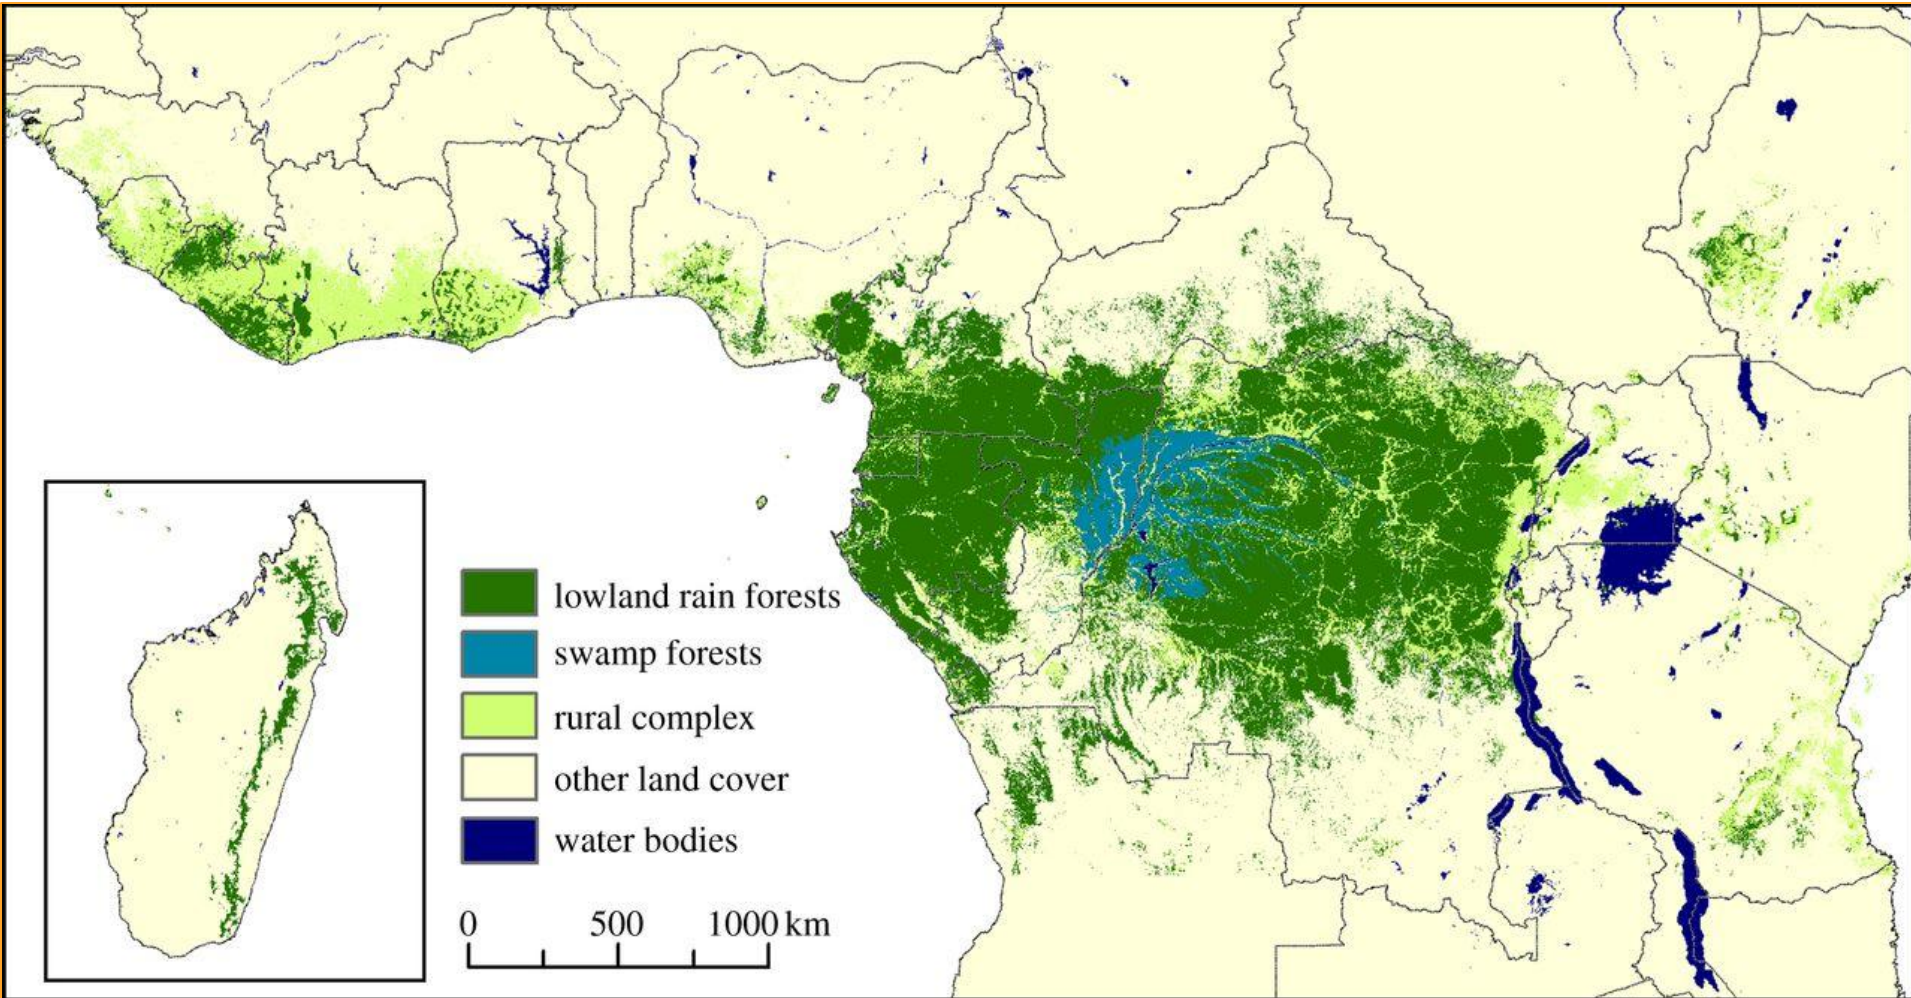 lowland rain forests
swamp forests
rural complex
other land cover
water bodies
0 500 1000 km